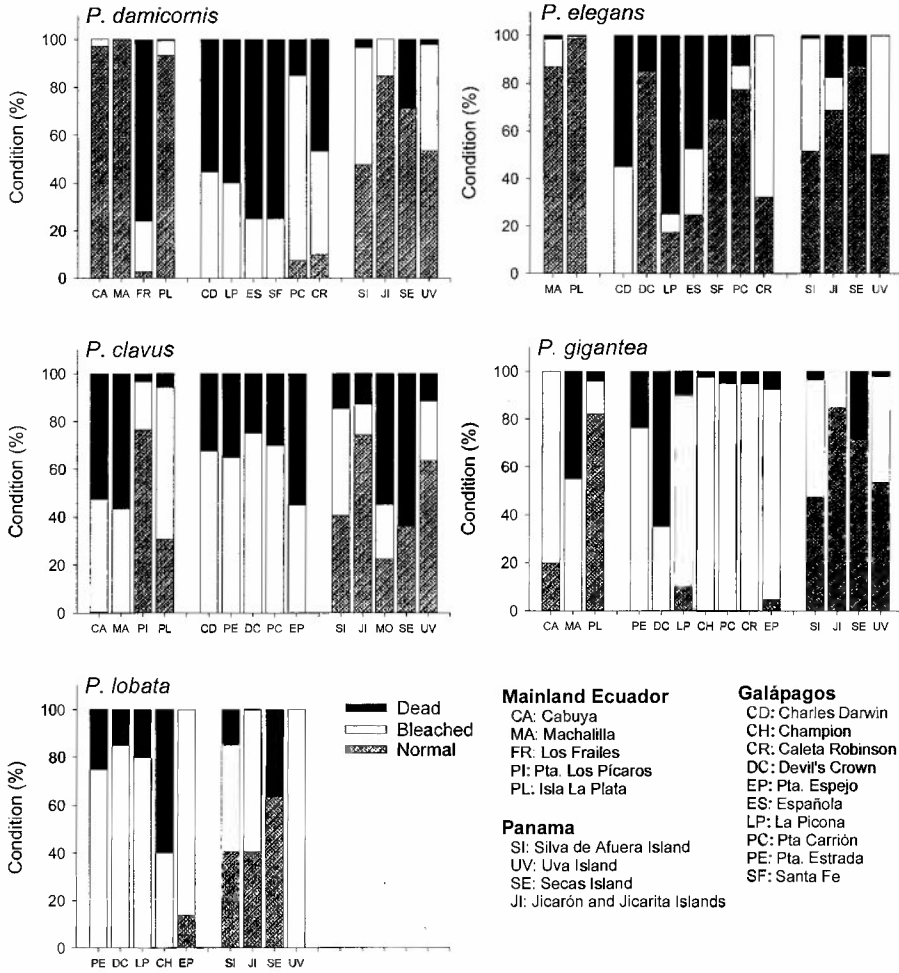 P. damicornis
Condition (%)
100
80
60
40
20
0
CA MA FR PL CD LP ES SF PC CR SI JI SE UV
P. elegans
Condition (%)
100
80
60
40
20
0
MA PL CD DC LP ES SF PC CR SI JI SE UV
P. clavus
Condition (%)
100
80
60
40
20
0
CA MA PI PL CD PE DC PC EP SI JI MO SE UV
P. gigantea
Condition (%)
100
80
60
40
20
0
CA MA PL PE DC LP CH PC CR EP SI JI SE UV
P. lobata
Condition (%)
100
80
60
40
20
0
PE DC LP CH EP SI JI SE UV
Dead
Bleached
Normal
Mainland Ecuador
CA: Cabuya
MA: Machalilla
FR: Los Frailes
PI: Pta. Los Pícaros
PL: Isla La Plata
Panama
SI: Silva de Afuera Island
UV: Uva Island
SE: Secas Island
JI: Jicarón and Jicarita Islands
Galápagos
CD: Charles Darwin
CH: Champion
CR: Caleta Robinson
DC: Devil's Crown
EP: Pta. Espejo
ES: Española
LP: La Picona
PC: Pta Carrión
PE: Pta. Estrada
SF: Santa Fe